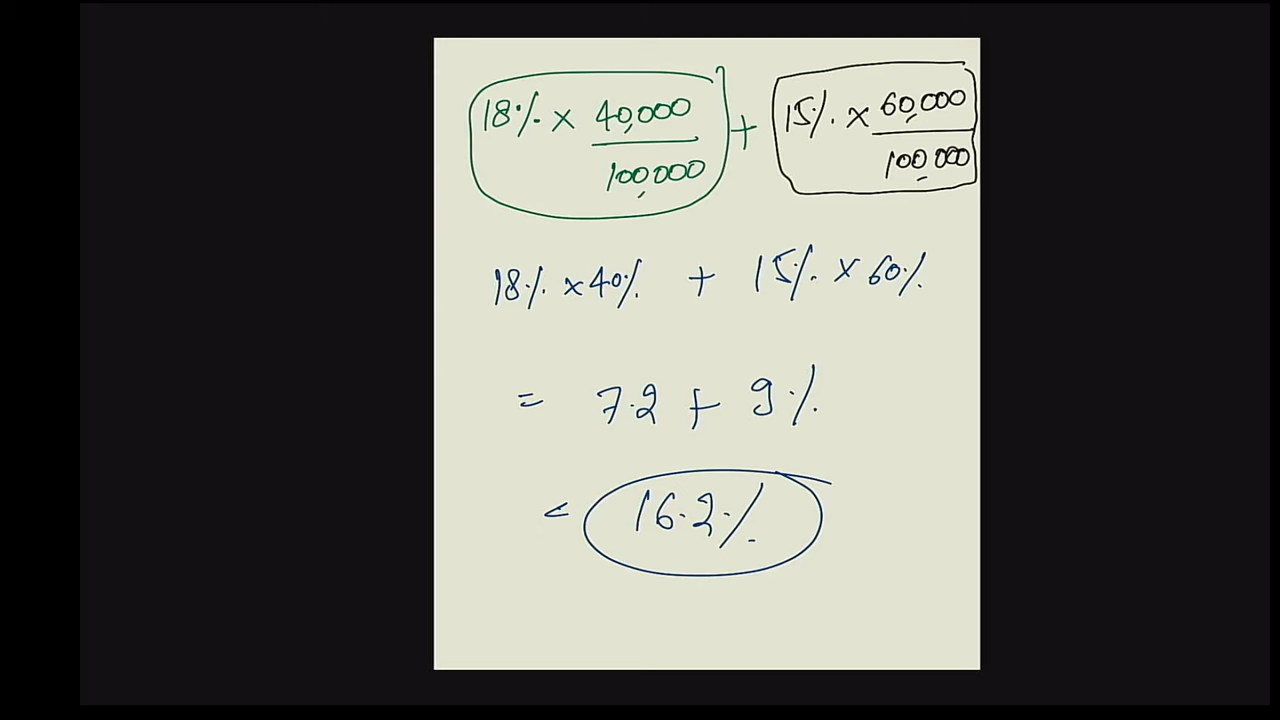 18% × 40,000 / 100,000 + 15% × 60,000 / 100,000
18% × 40% + 15% × 60%
= 7.2 + 9%
= 16.2%